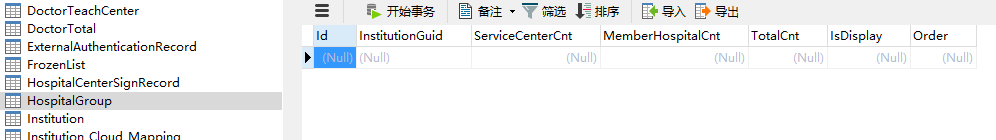 DoctorTeachCenter
DoctorTotal
ExternalAuthenticationRecord
FrozenList
HospitalCenterSignRecord
HospitalGroup
Institution
Institution_Cloud_Mapping
开始事务 备注 筛选 排序 导入 导出
Id InstitutionGuid ServiceCenterCnt MemberHospitalCnt TotalCnt IsDisplay Order
(Null) (Null) (Null) (Null) (Null) (Null) (Null)